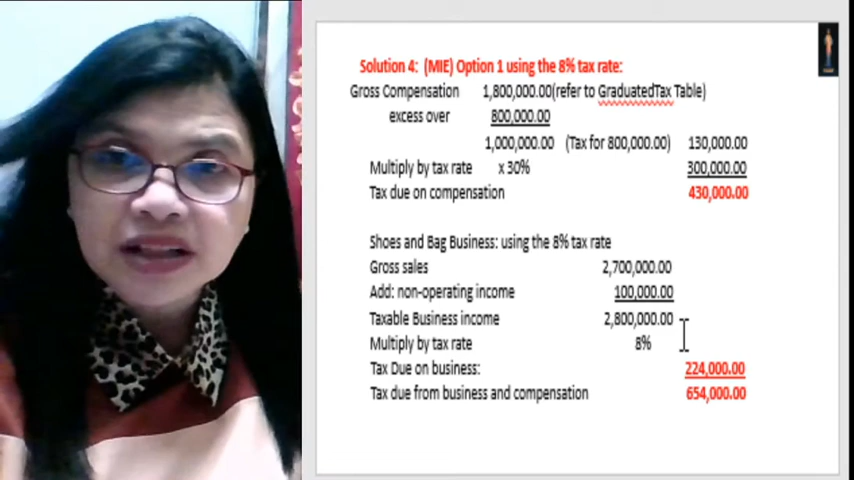 Solution 4: (MIE) Option 1 using the 8% tax rate:
Gross Compensation 1,800,000.00(refer to GraduatedTax Table)
excess over 800,000.00
1,000,000.00 (Tax for 800,000.00) 130,000.00
Multiply by tax rate x 30% 300,000.00
Tax due on compensation 430,000.00
Shoes and Bag Business: using the 8% tax rate
Gross sales 2,700,000.00
Add: non-operating income 100,000.00
Taxable Business income 2,800,000.00
Multiply by tax rate 8%
Tax Due on business: 224,000.00
Tax due from business and compensation 654,000.00